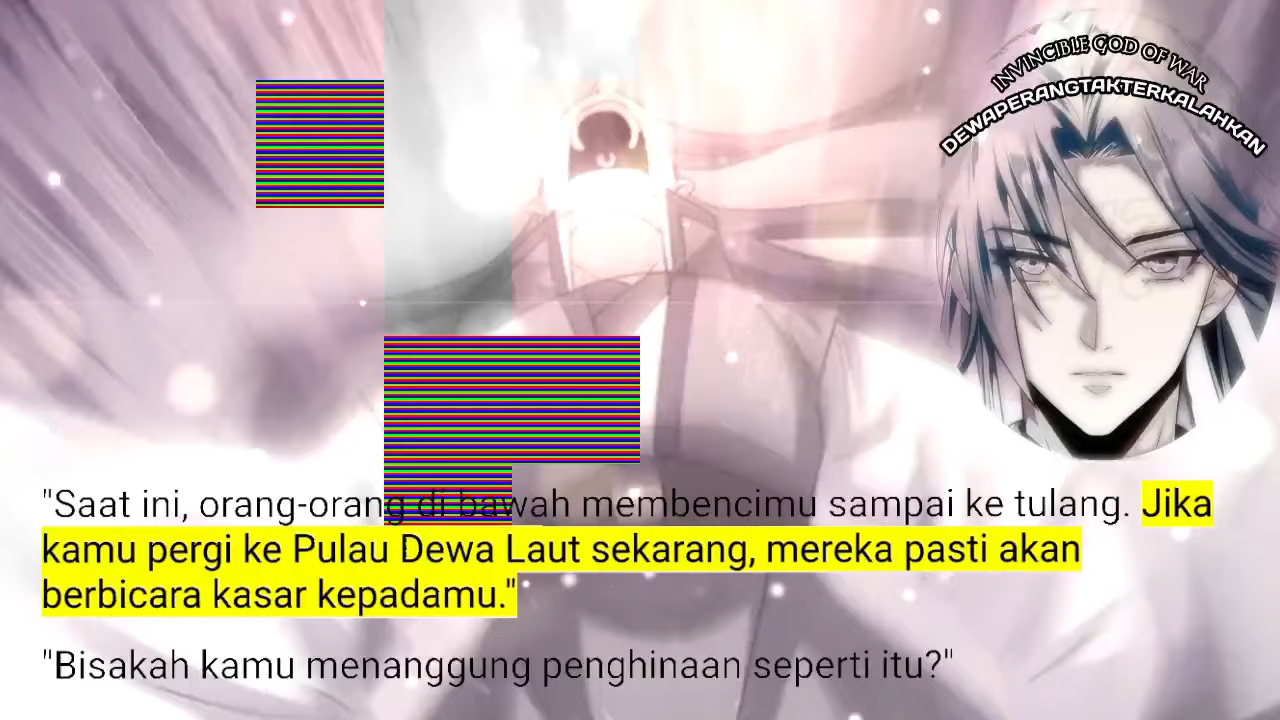 INVINCIBLE GOD OF WAR
DEWAPERANGTAKTERKALAHKAN
"Saat ini, orang-orang di bawah membencimu sampai ke tulang. Jika
kamu pergi ke Pulau Dewa Laut sekarang, mereka pasti akan
berbicara kasar kepadamu."
"Bisakah kamu menanggung penghinaan seperti itu?"